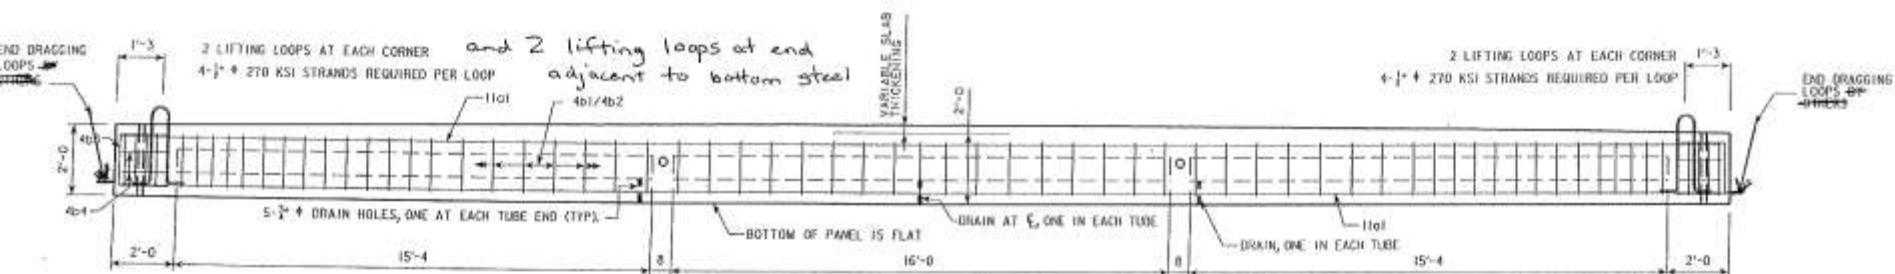 END DRAGGING
LOOPS
1'-3
2 LIFTING LOOPS AT EACH CORNER and 2 lifting loops at end
4-½" ϕ 270 KSI STRANDS REQUIRED PER LOOP adjacent to bottom steel
11a1
4b1/4b2
VARIABLE SLAB
THICKENING
2'-0
2 LIFTING LOOPS AT EACH CORNER
4-½" ϕ 270 KSI STRANDS REQUIRED PER LOOP
1'-3
END DRAGGING
LOOPS BY
OTHERS
2'-0
4b4
5-¾" ϕ DRAIN HOLES, ONE AT EACH TUBE END (TYP).
BOTTOM OF PANEL IS FLAT
DRAIN AT ℄, ONE IN EACH TUBE
DRAIN, ONE IN EACH TUBE
11a1
2'-0
15'-4
8
16'-0
8
15'-4
2'-0